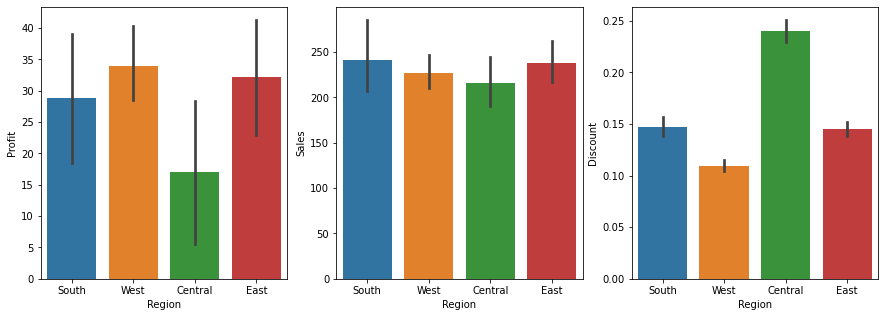 Profit
40
35
30
25
20
15
10
5
0
South West Central East
Region
Sales
250
200
150
100
50
0
South West Central East
Region
Discount
0.25
0.20
0.15
0.10
0.05
0.00
South West Central East
Region